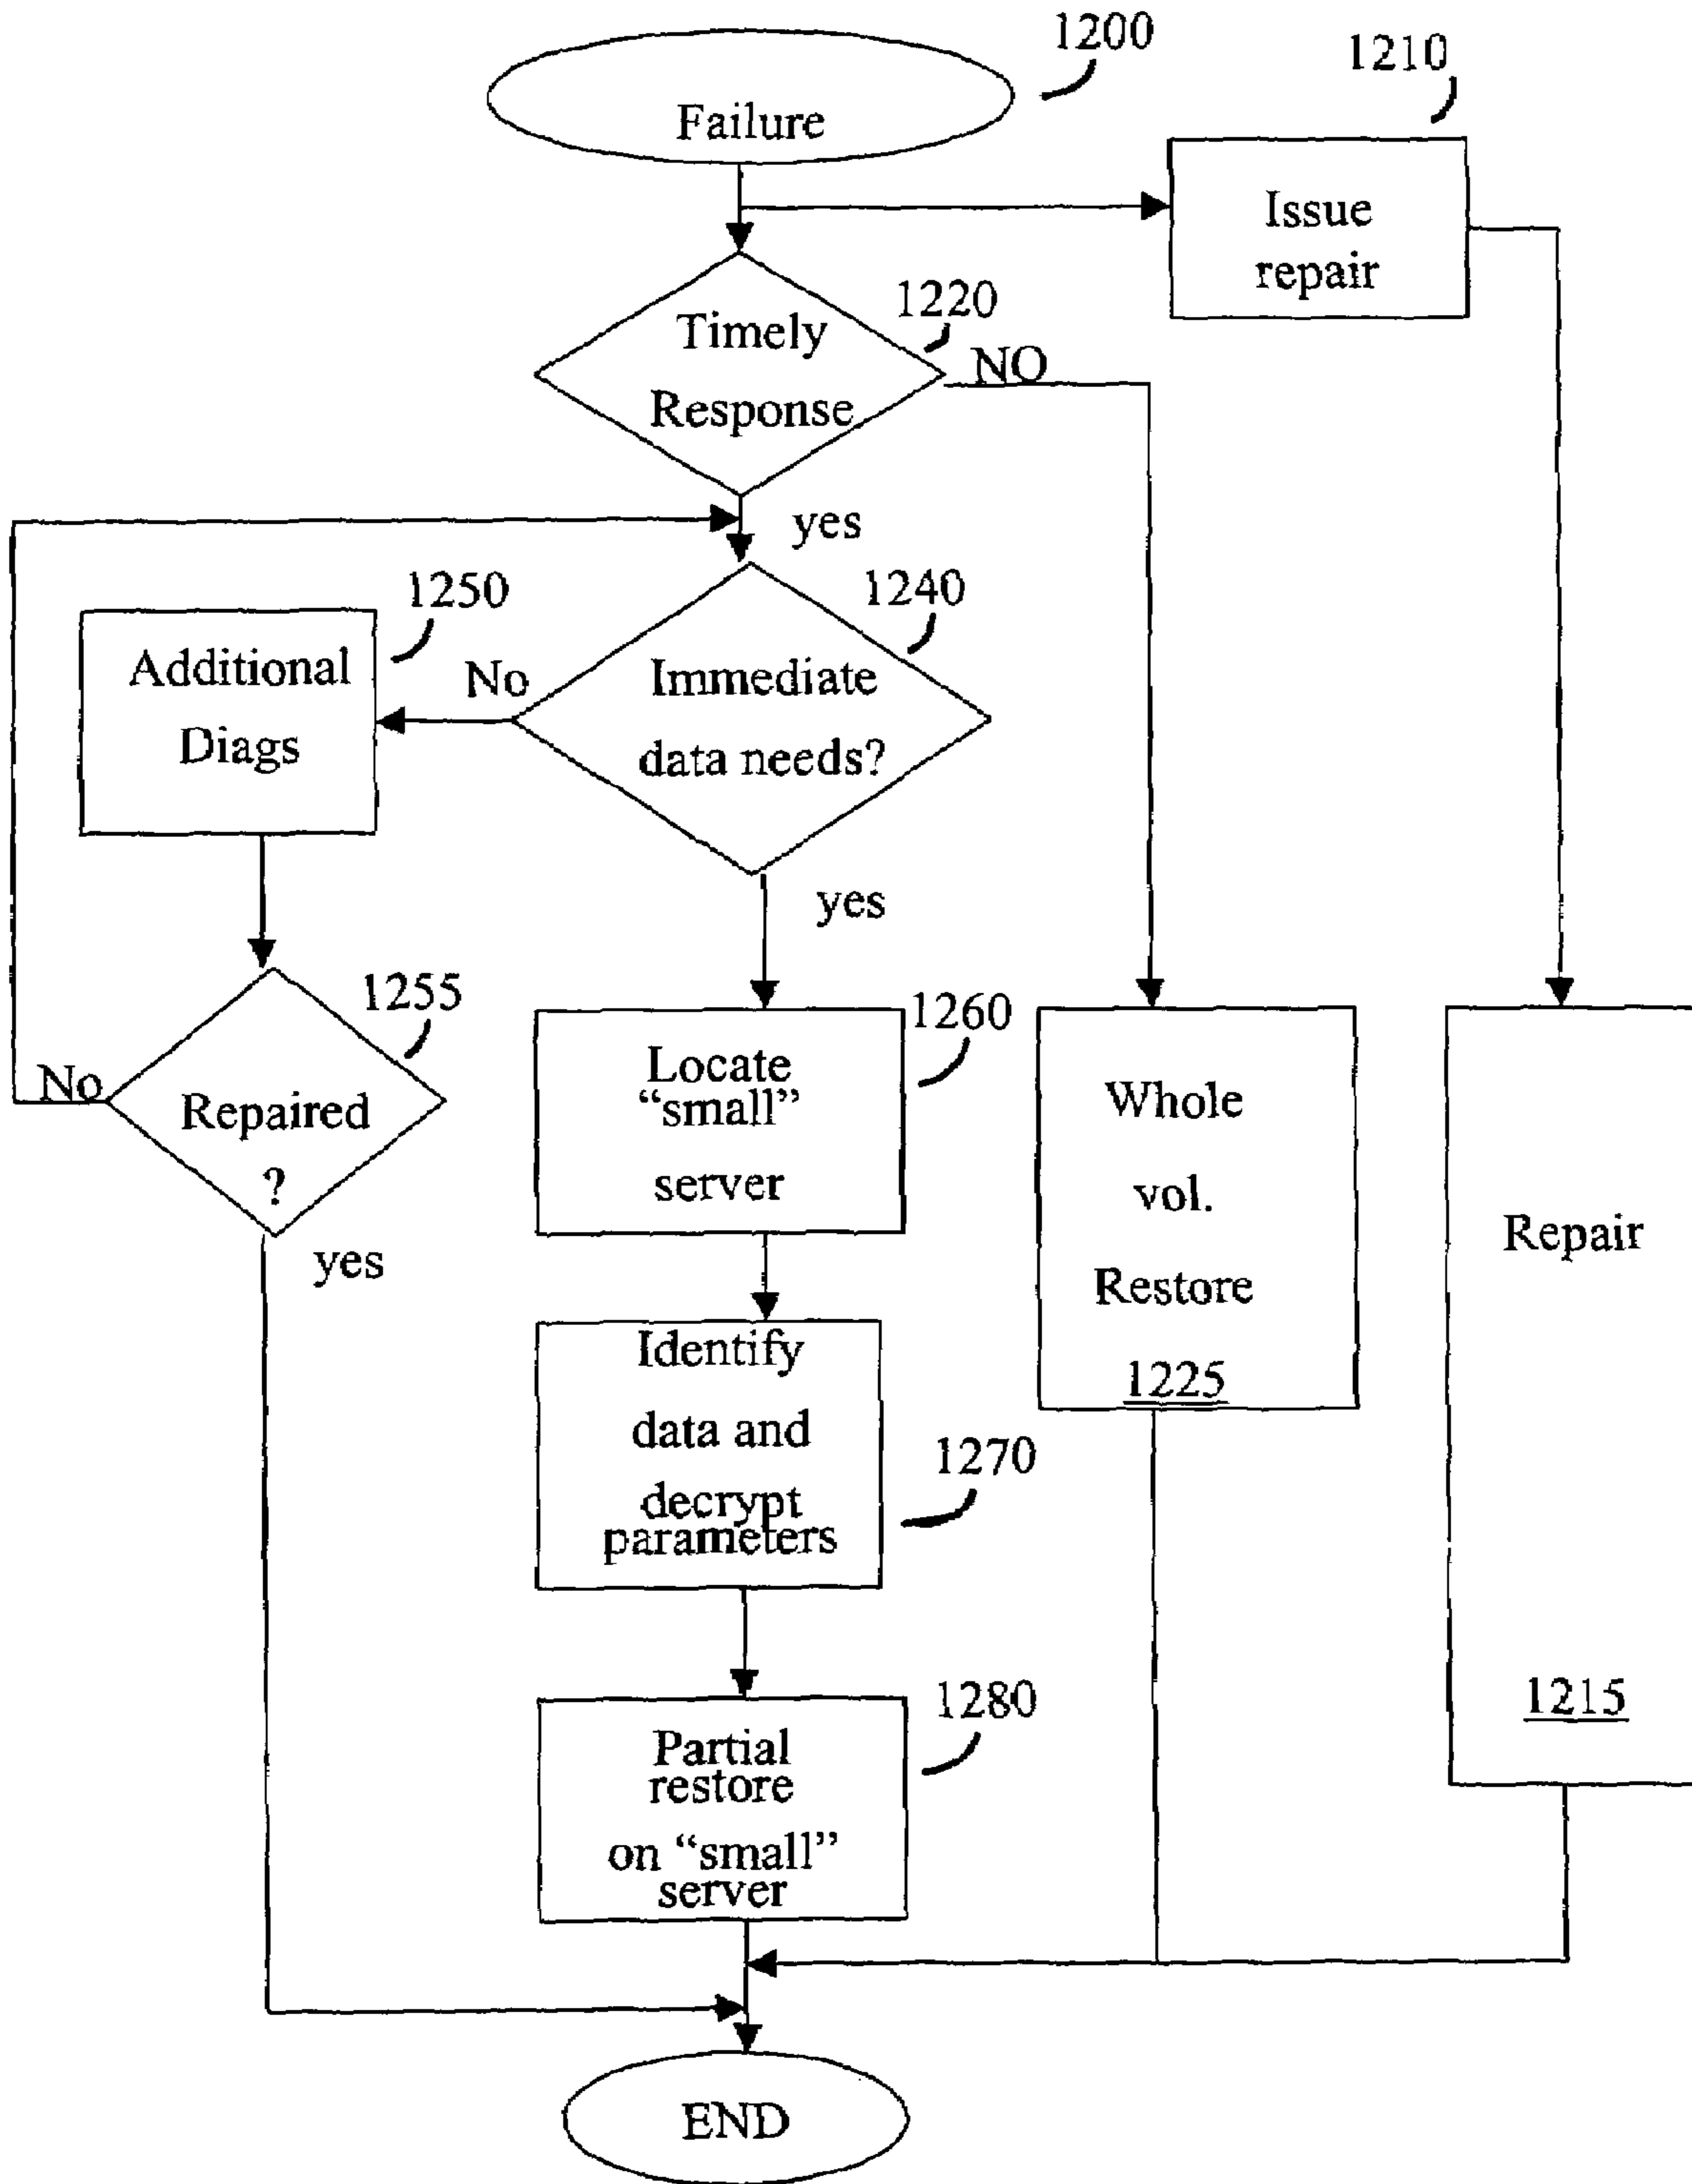 1200
1210
Failure
Issue
repair
1220
Timely
Response
NO
yes
1250
1240
Additional
Diags
No
Immediate
data needs?
yes
1255
1260
No
Repaired
?
yes
Locate
“small”
server
Whole
vol.
Restore
1225
Repair
1215
Identify
data and
decrypt
parameters
1270
Partial
restore
on “small”
server
1280
END